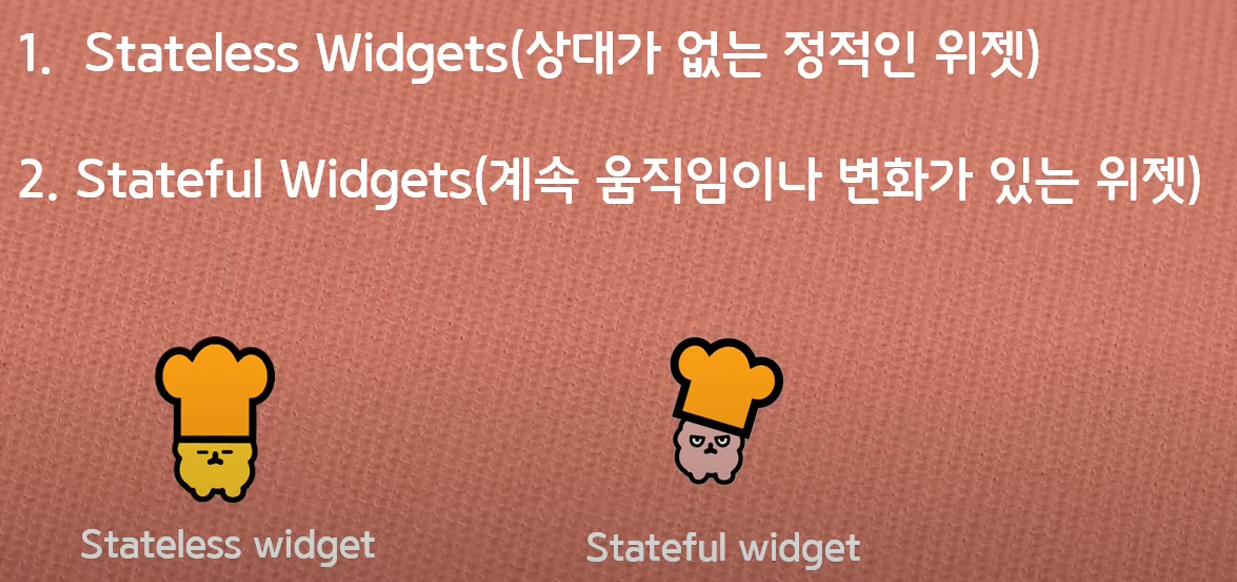 1. Stateless Widgets(상대가 없는 정적인 위젯)
2. Stateful Widgets(계속 움직임이나 변화가 있는 위젯)
Stateless widget
Stateful widget